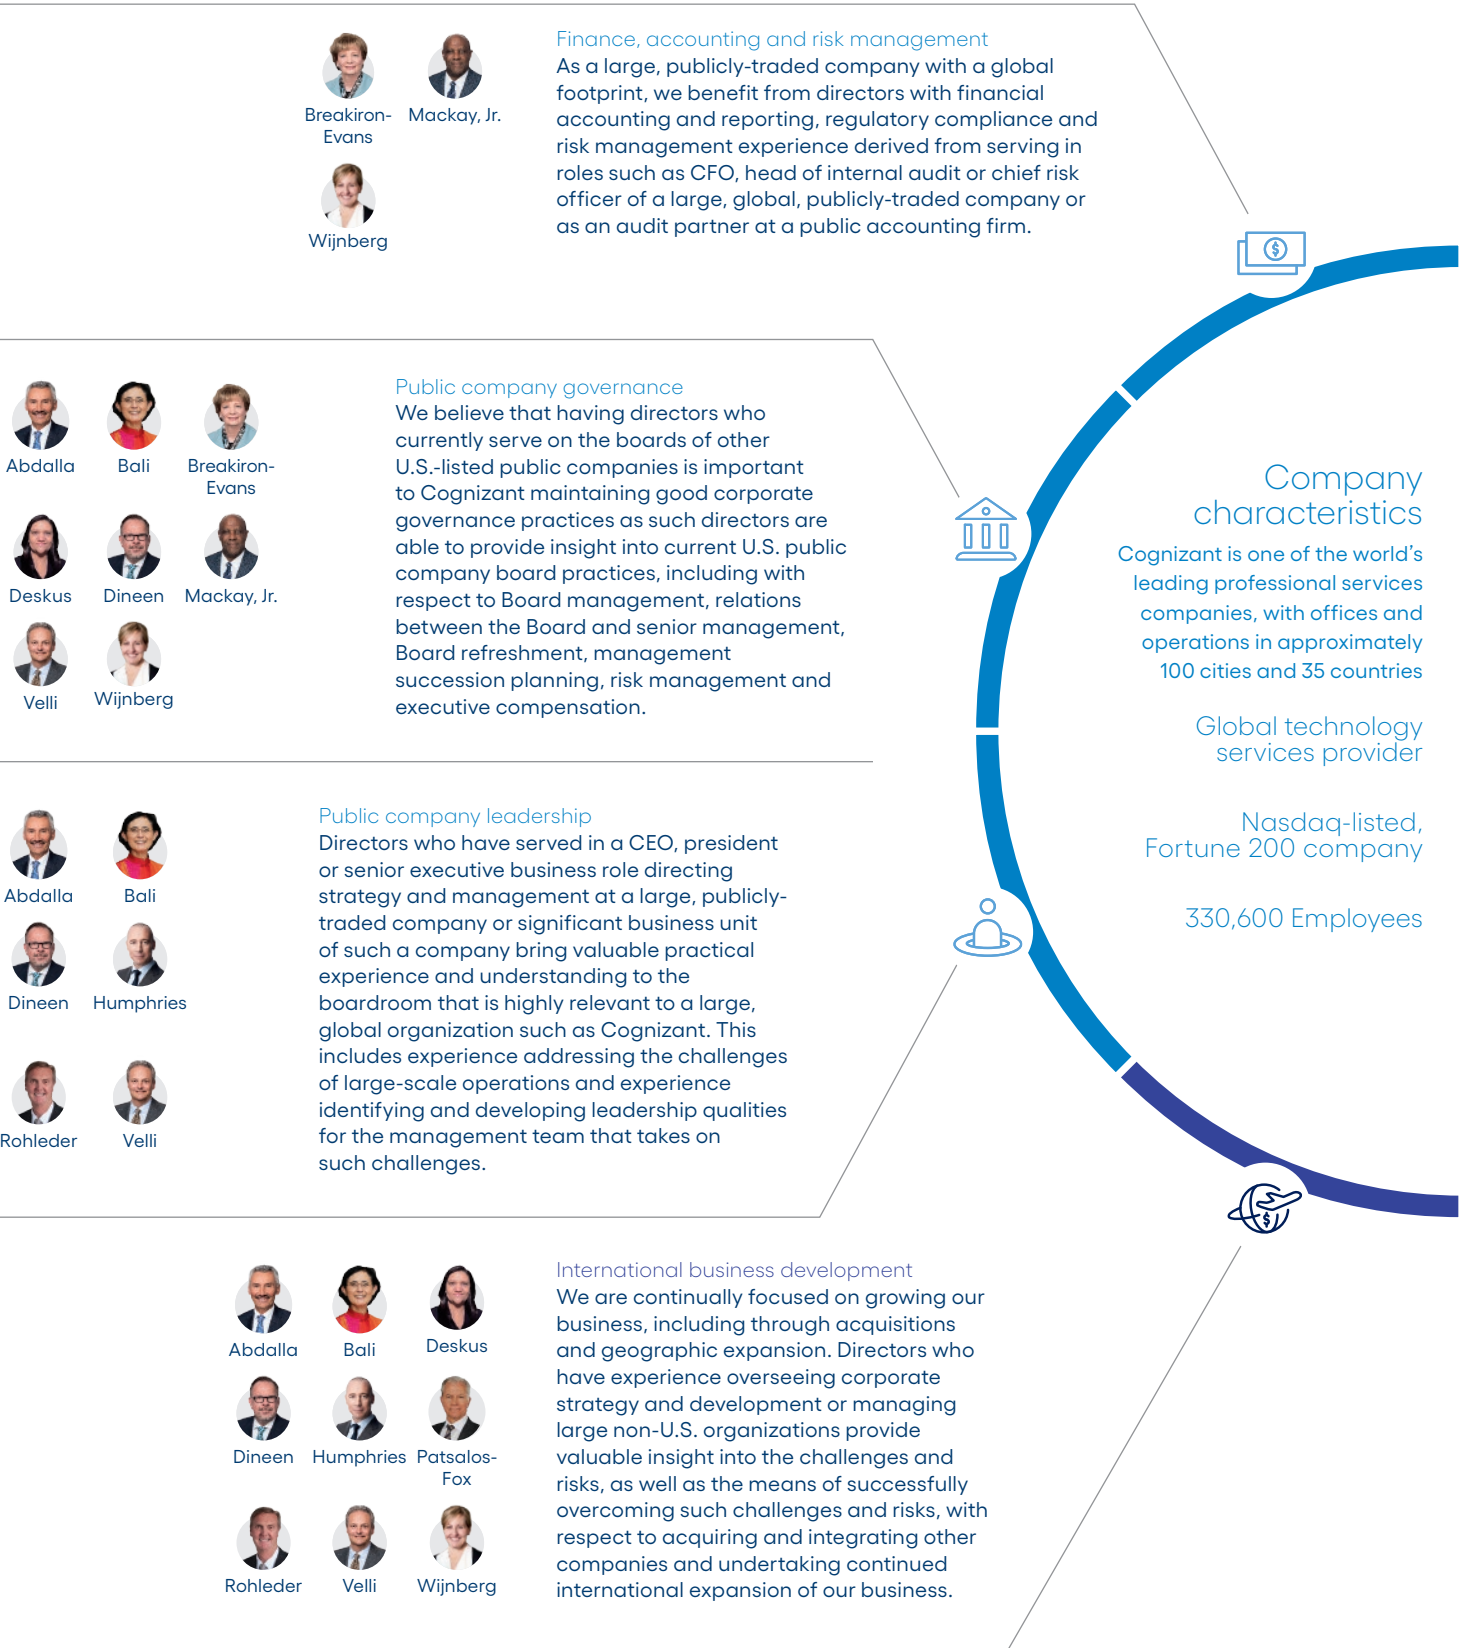 Finance, accounting and risk management
As a large, publicly-traded company with a global
footprint, we benefit from directors with financial
accounting and reporting, regulatory compliance and
risk management experience derived from serving in
roles such as CFO, head of internal audit or chief risk
officer of a large, global, publicly-traded company or
as an audit partner at a public accounting firm.
Breakiron-
Evans
Mackay, Jr.
Wijnberg
Public company governance
We believe that having directors who
currently serve on the boards of other
U.S.-listed public companies is important
to Cognizant maintaining good corporate
governance practices as such directors are
able to provide insight into current U.S. public
company board practices, including with
respect to Board management, relations
between the Board and senior management,
Board refreshment, management
succession planning, risk management and
executive compensation.
Abdalla
Bali
Breakiron-
Evans
Deskus
Dineen
Mackay, Jr.
Velli
Wijnberg
Public company leadership
Directors who have served in a CEO, president
or senior executive business role directing
strategy and management at a large, publicly-
traded company or significant business unit
of such a company bring valuable practical
experience and understanding to the
boardroom that is highly relevant to a large,
global organization such as Cognizant. This
includes experience addressing the challenges
of large-scale operations and experience
identifying and developing leadership qualities
for the management team that takes on
such challenges.
Abdalla
Bali
Dineen
Humphries
Rohleder
Velli
International business development
We are continually focused on growing our
business, including through acquisitions
and geographic expansion. Directors who
have experience overseeing corporate
strategy and development or managing
large non-U.S. organizations provide
valuable insight into the challenges and
risks, as well as the means of successfully
overcoming such challenges and risks, with
respect to acquiring and integrating other
companies and undertaking continued
international expansion of our business.
Abdalla
Bali
Deskus
Dineen
Humphries
Patsalos-
Fox
Rohleder
Velli
Wijnberg
Company
characteristics
Cognizant is one of the world's
leading professional services
companies, with offices and
operations in approximately
100 cities and 35 countries
Global technology
services provider
Nasdaq-listed,
Fortune 200 company
330,600 Employees